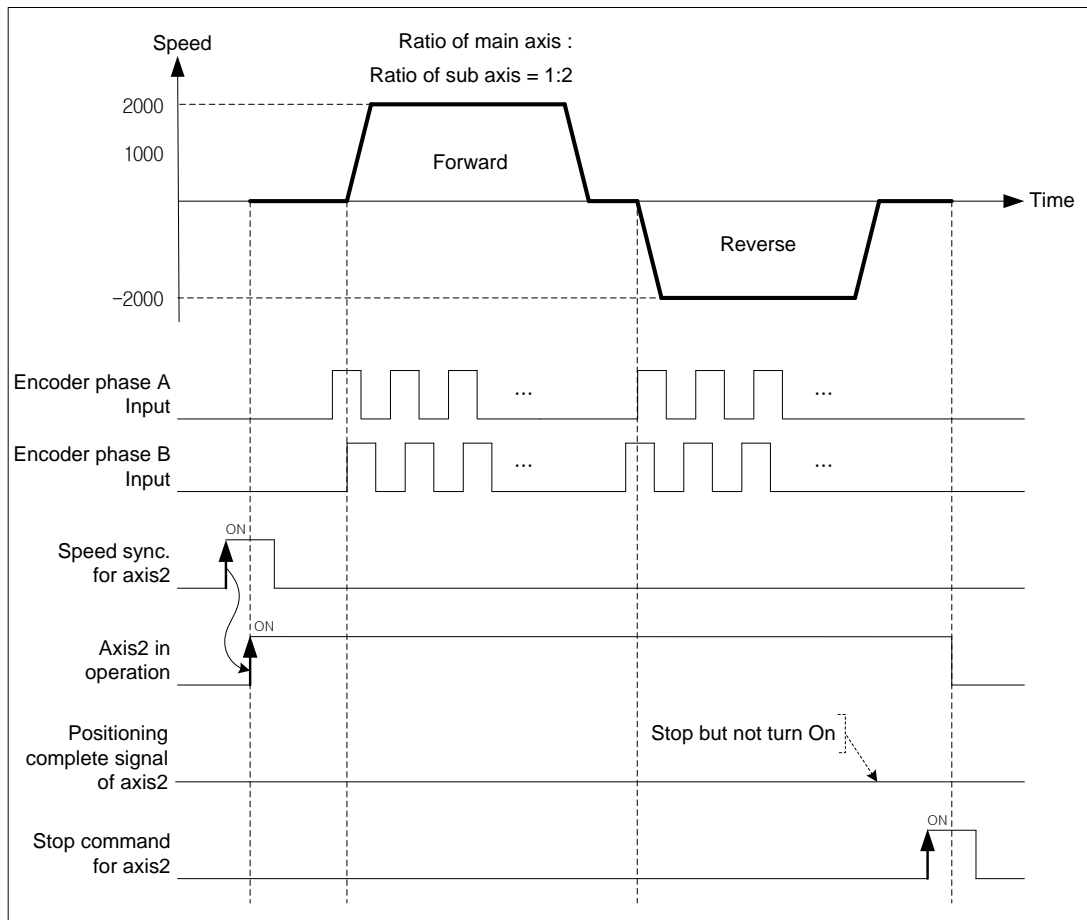 Speed
Ratio of main axis :
Ratio of sub axis = 1:2
2000
1000
Forward
Time
Reverse
−2000
Encoder phase A
Input
...
...
Encoder phase B
Input
...
...
ON
Speed sync.
for axis2
ON
Axis2 in
operation
Positioning
complete signal
of axis2
Stop but not turn On
ON
Stop command
for axis2